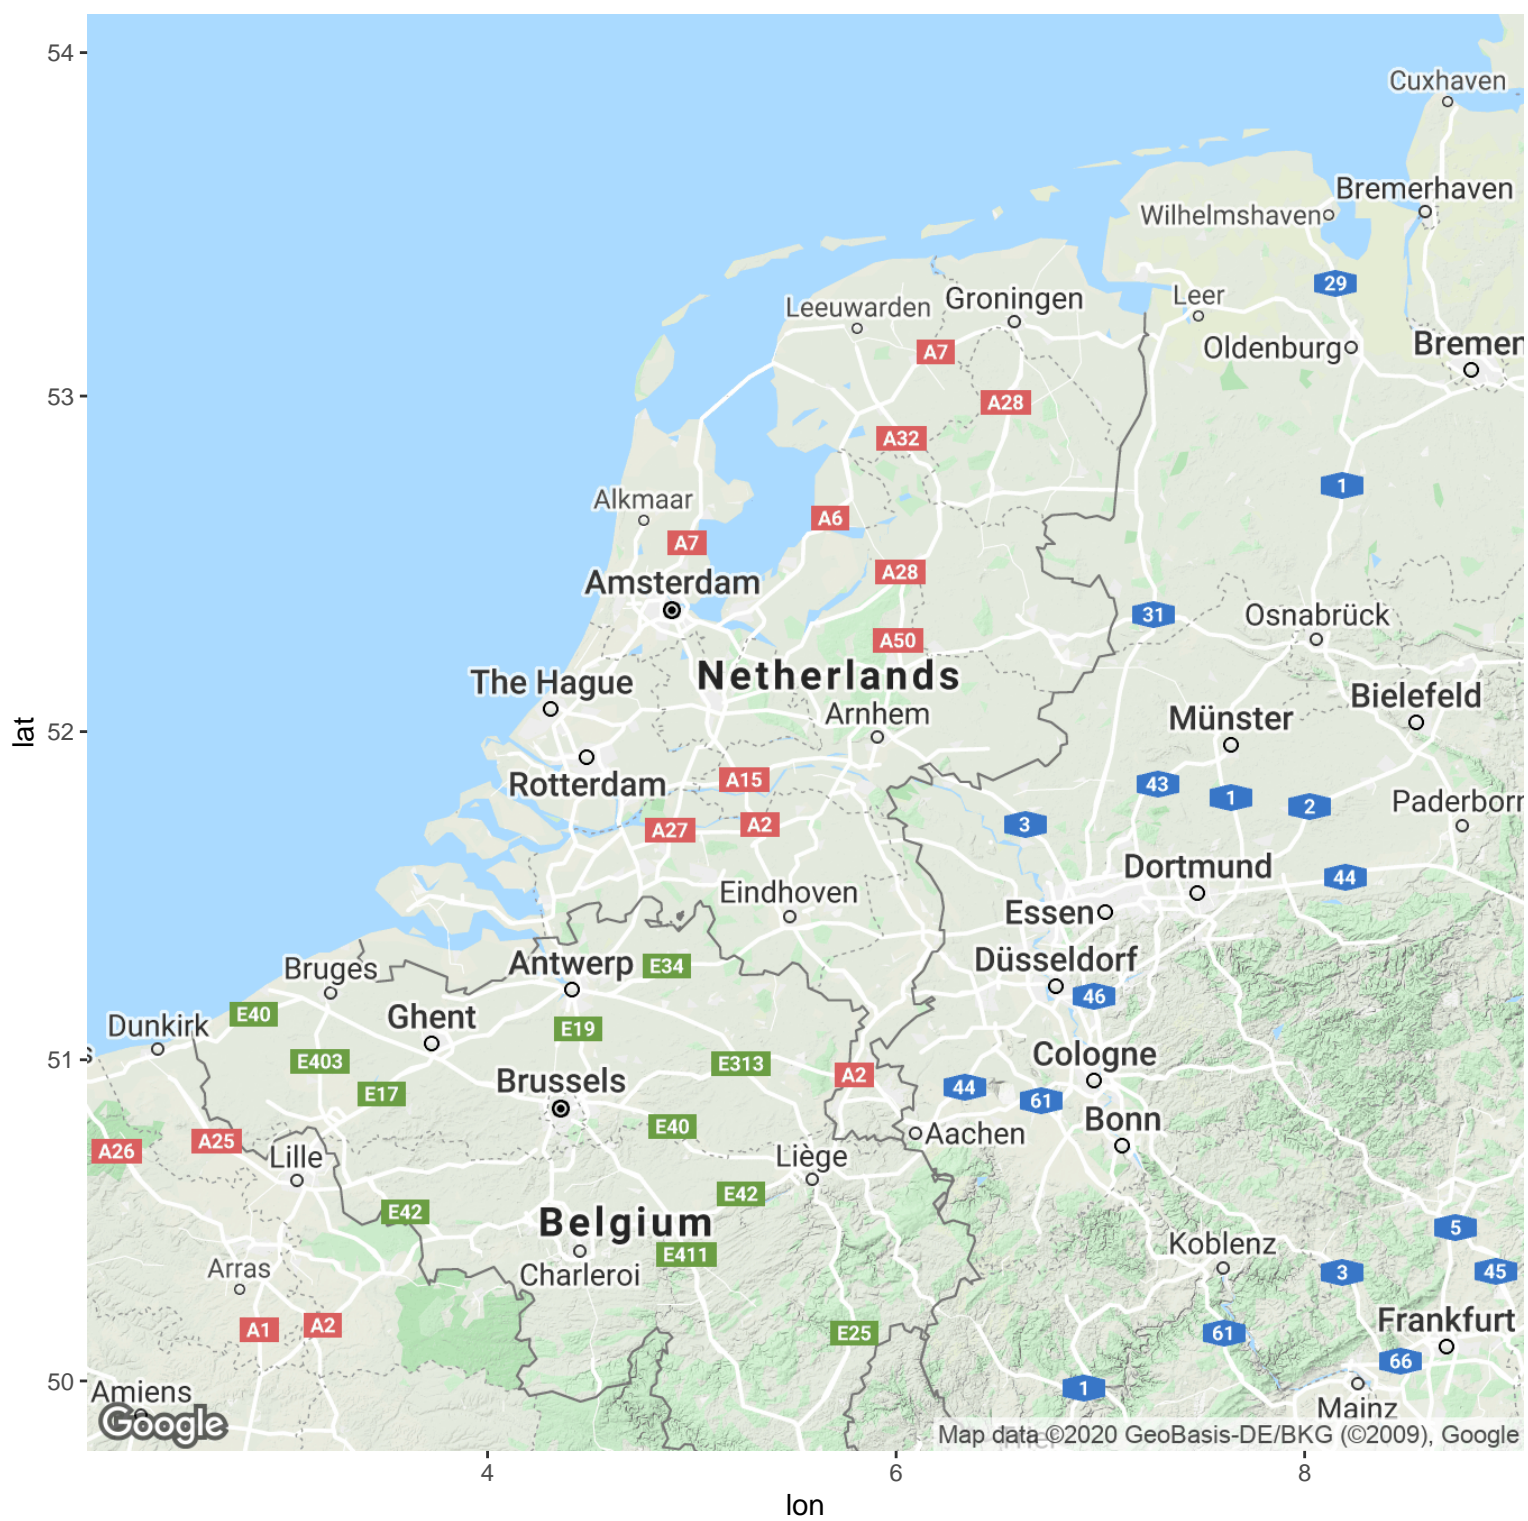 54
Cuxhaven
Bremerhaven
Wilhelmshaven
29
Leer
Groningen
Leeuwarden
Oldenburg
Bremen
A7
53
A28
A32
1
Alkmaar
A6
A7
A28
Amsterdam
31
Osnabrück
A50
Netherlands
The Hague
Bielefeld
Arnhem
Münster
lat
52
Rotterdam
A15
43
1
2
Paderborn
A27
A2
3
Dortmund
44
Eindhoven
Essen
Bruges
Antwerp
E34
Düsseldorf
46
E40
Dunkirk
Ghent
E19
s
51
E403
E313
Cologne
A2
44
E17
Brussels
61
E40
Bonn
Aachen
A25
A26
Lille
Liège
E42
E42
Belgium
5
E411
Koblenz
Arras
Charleroi
3
45
A1
A2
E25
61
Frankfurt
66
50
Amiens
1
Mainz
Google
Map data ©2020 GeoBasis-DE/BKG (©2009), Google
4
6
8
lon